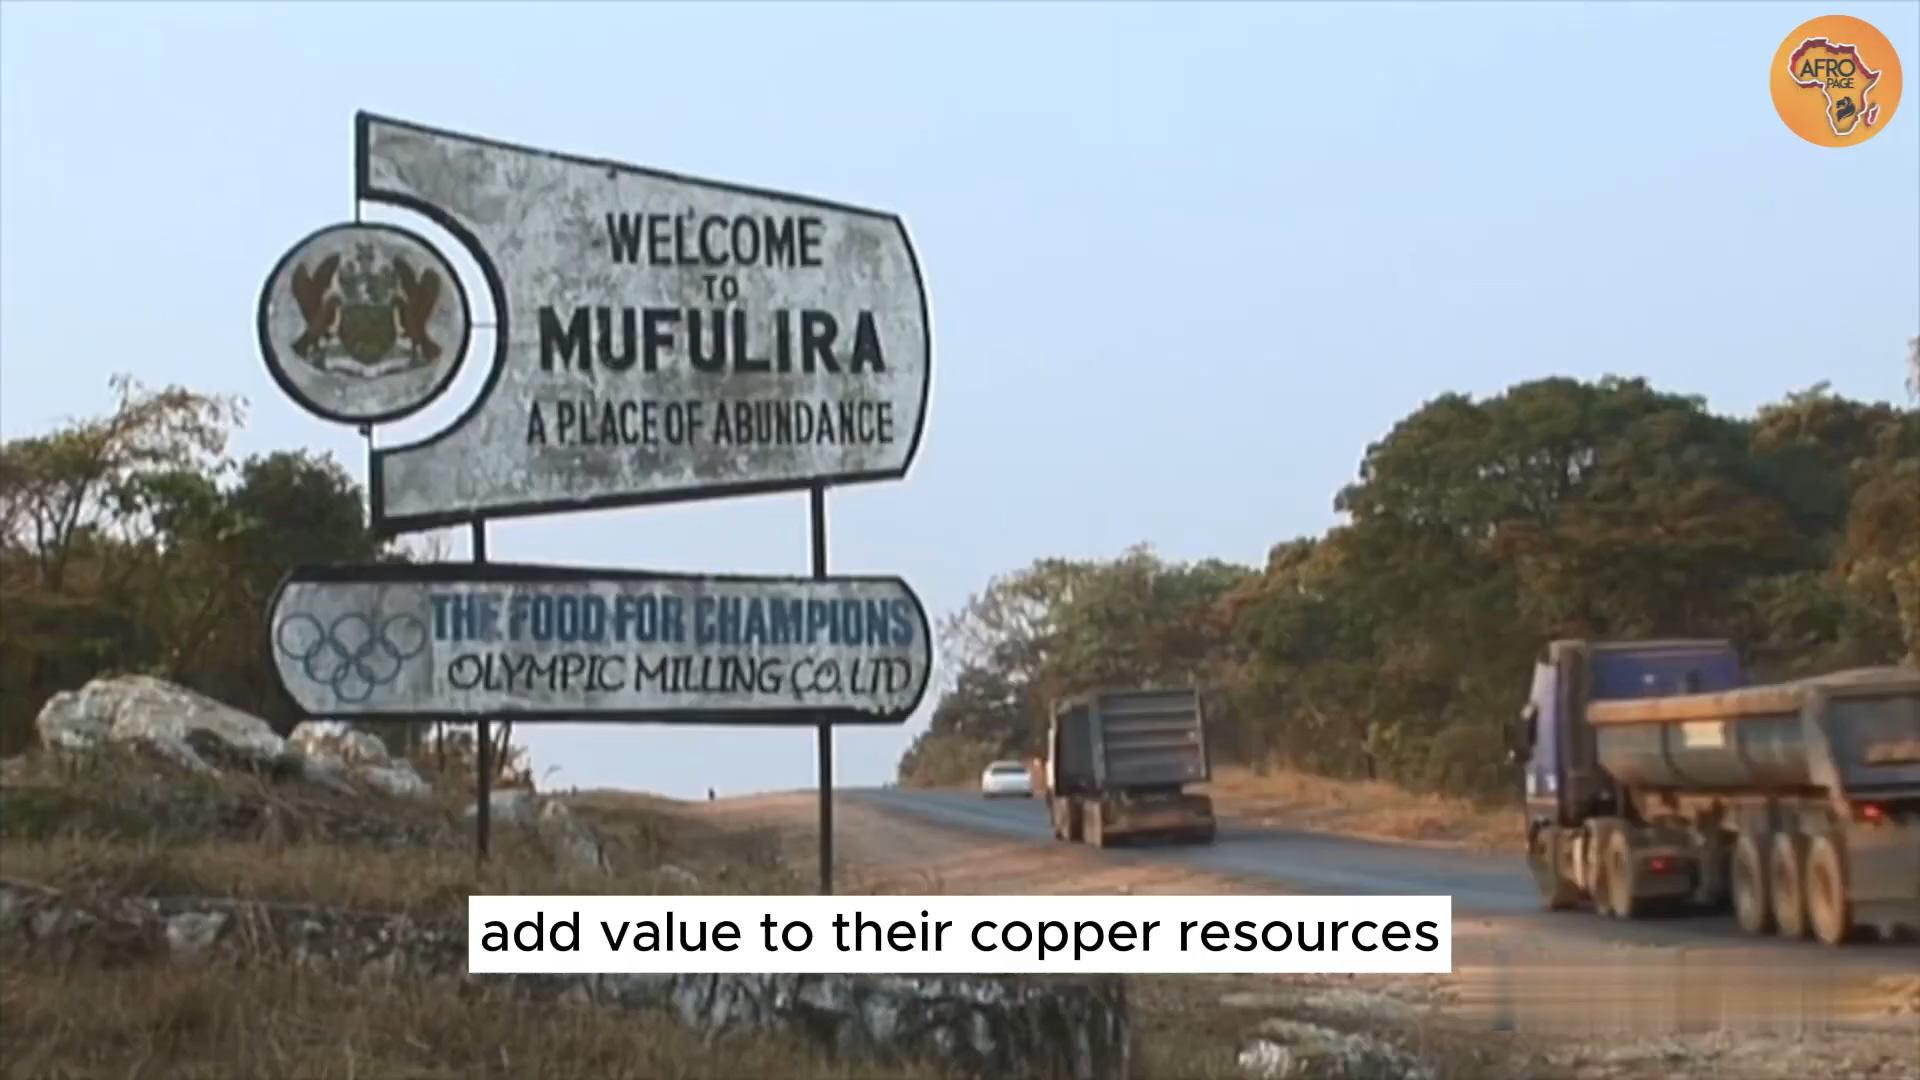 AFRO
PAGE
WELCOME
TO
MUFULIRA
A PLACE OF ABUNDANCE
THE FOOD FOR CHAMPIONS
OLYMPIC MILLING CO. LTD
add value to their copper resources